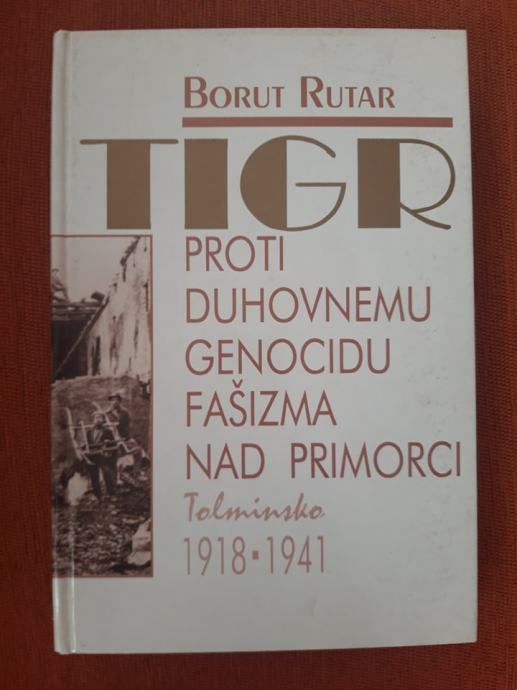 BORUT RUTAR
TIGR
PROTI
DUHOVNEMU
GENOCIDU
FAŠIZMA
NAD PRIMORCI
Tolminsko
1918 ▪ 1941